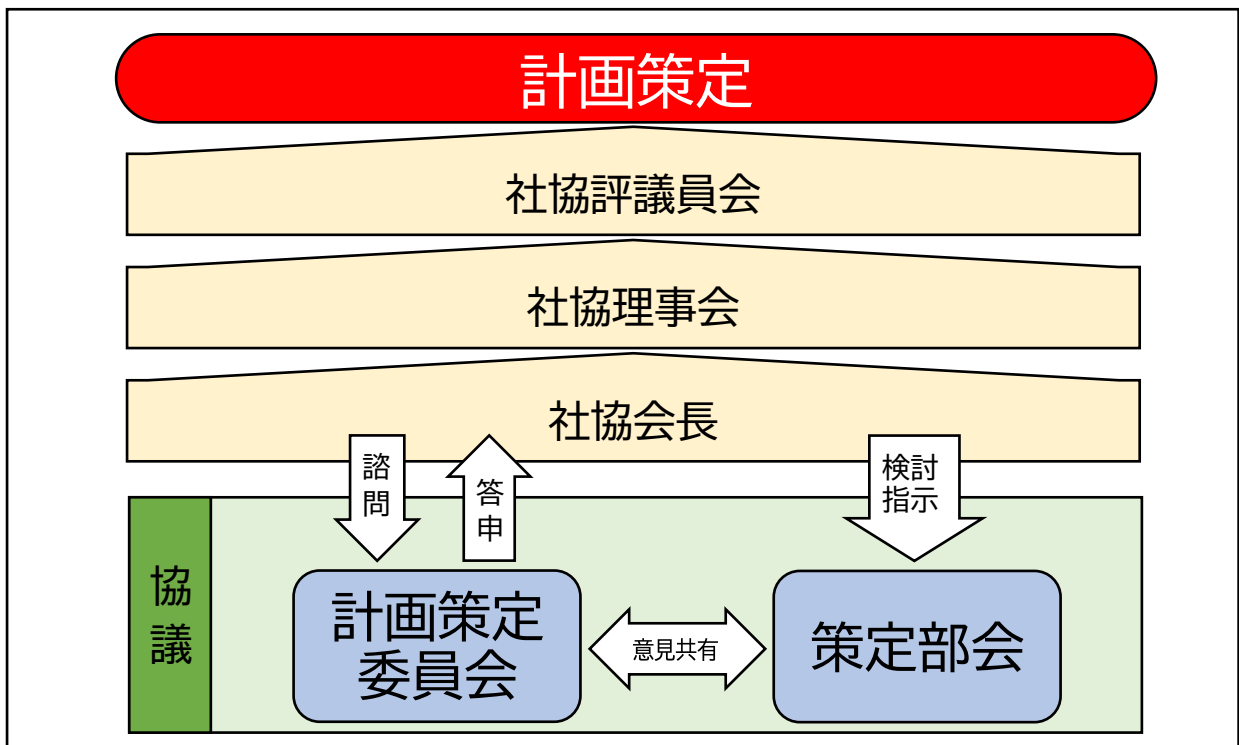 計画策定
社協評議員会
社協理事会
社協会長
諮
問
答
申
検討
指示
協
議
計画策定
委員会
意見共有
策定部会